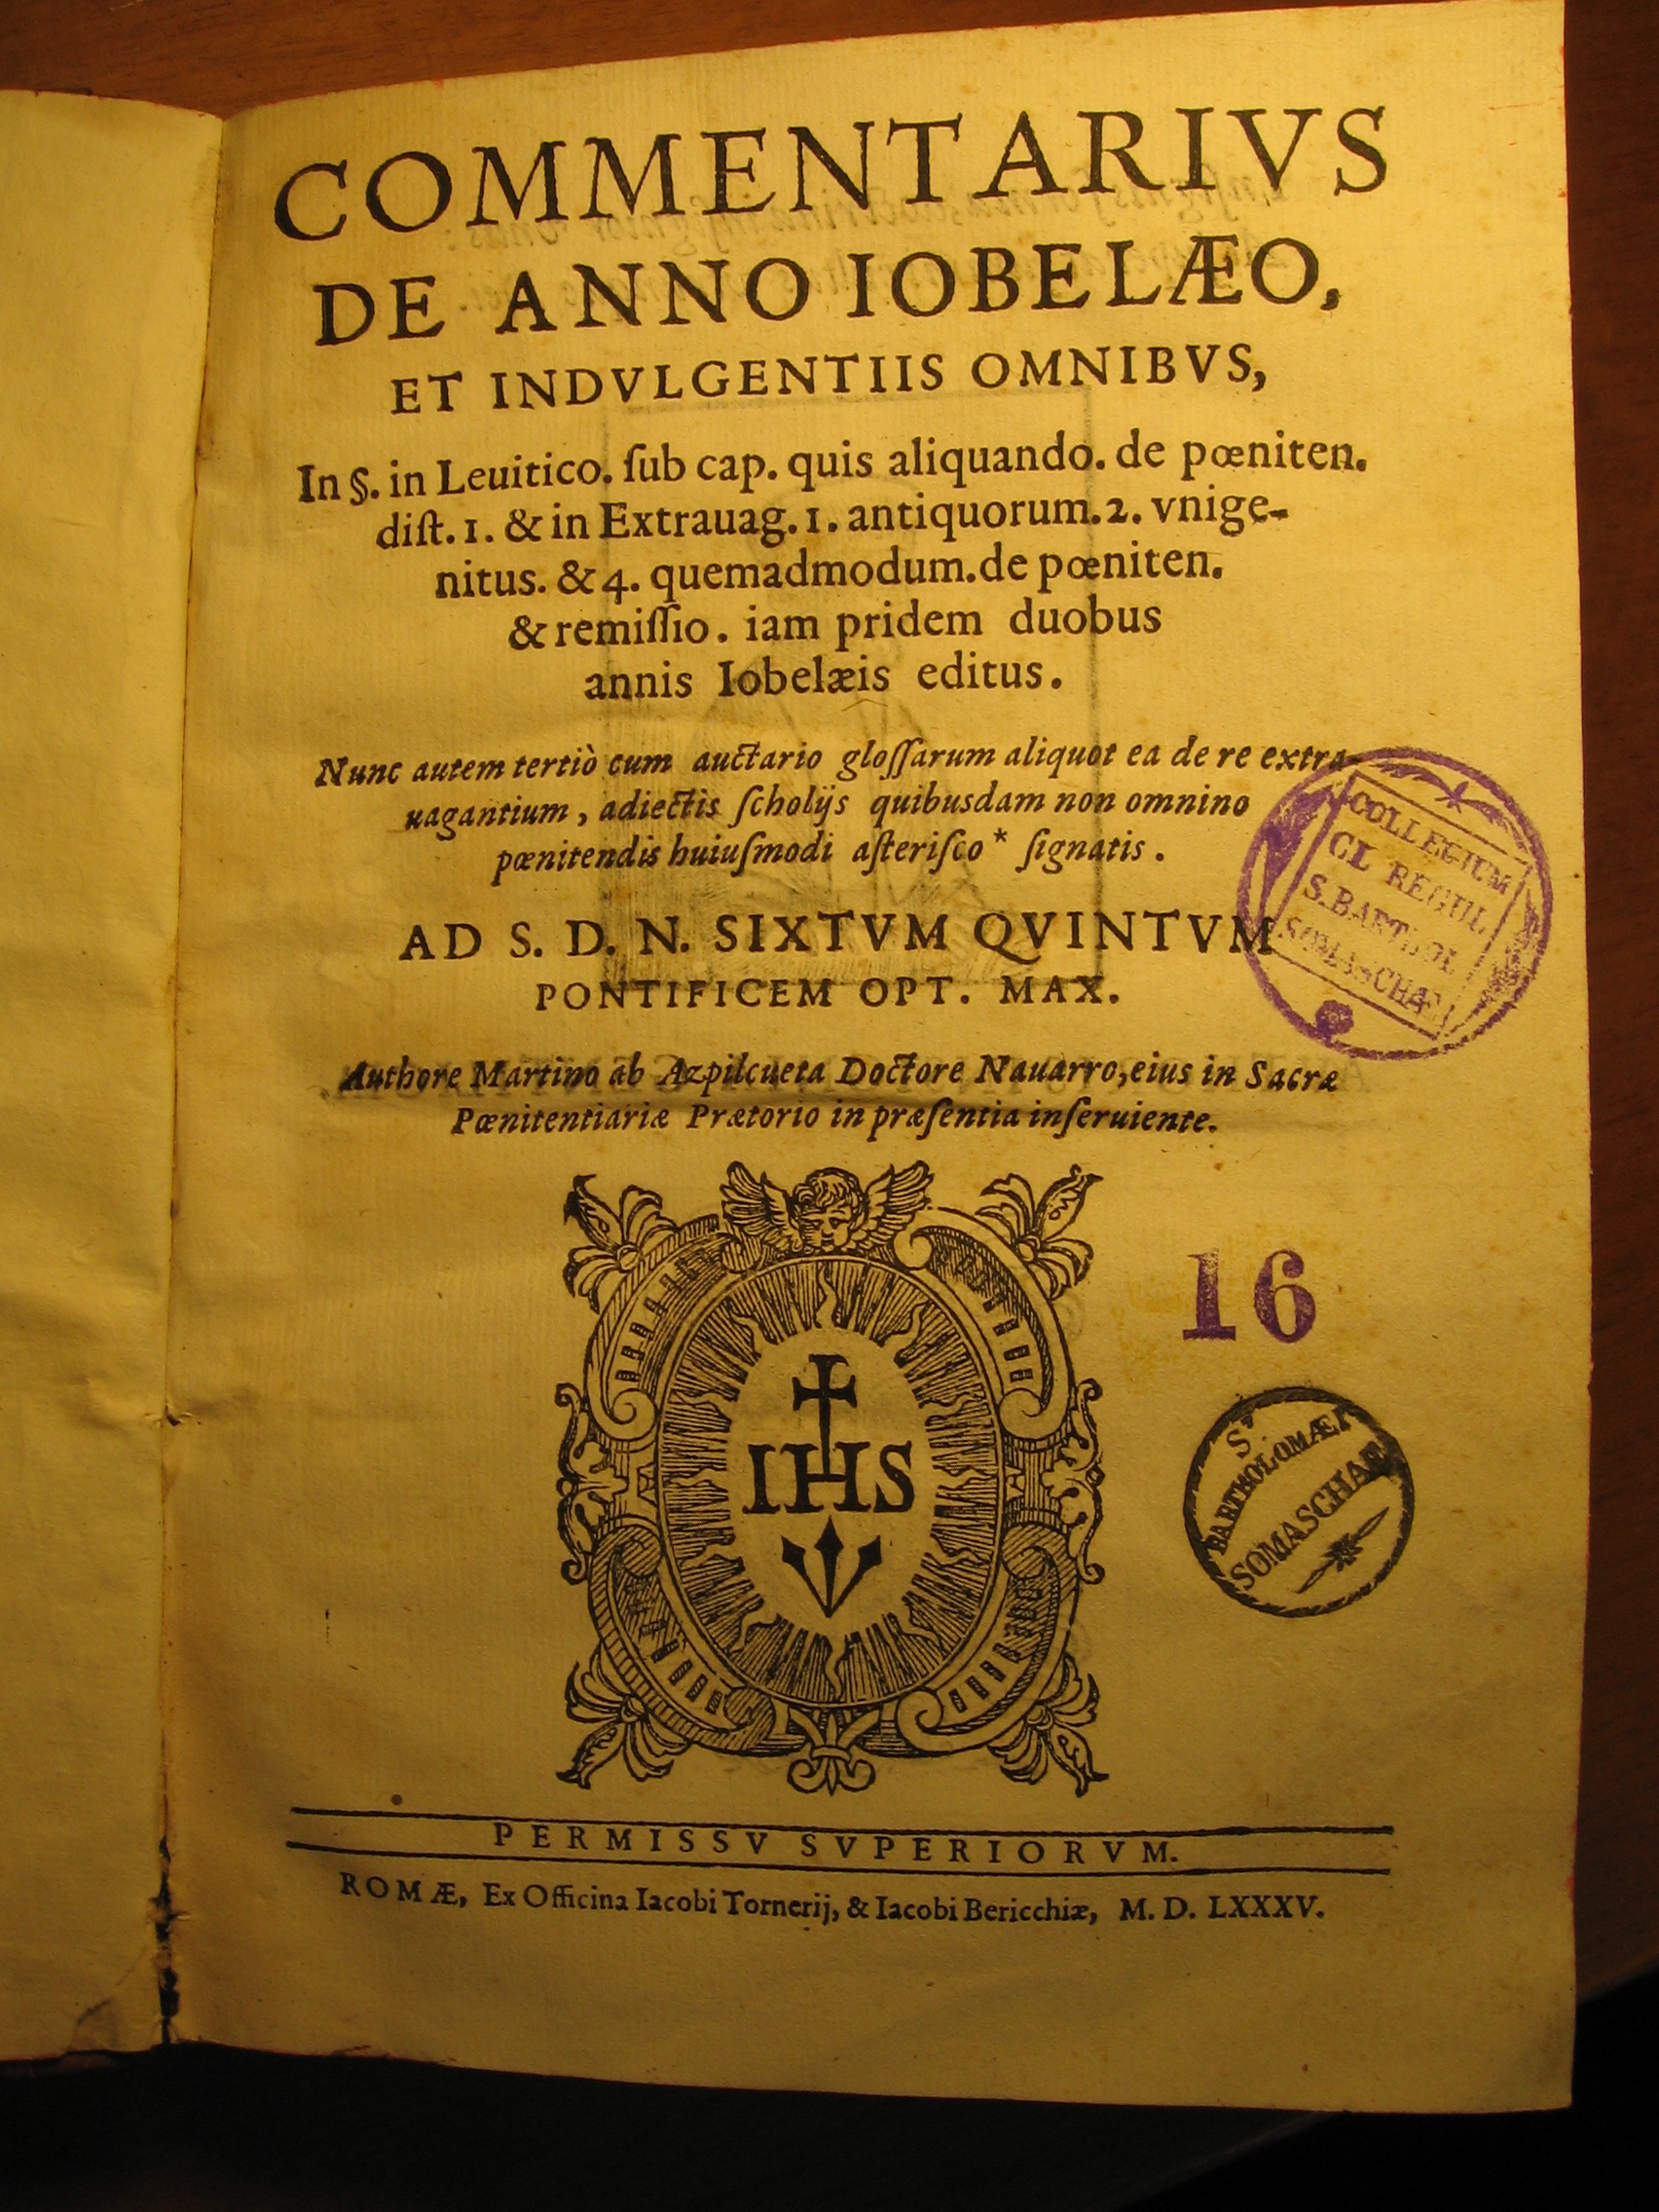 COMMENTARIVS
DE ANNO IOBELÆO,
ET INDVLGENTIIS OMNIBVS,
In §. in Leuitico. ſub cap. quis aliquando. de pœniten.
diſt. 1. & in Extrauag. 1. antiquorum. 2. vnige-
nitus. & 4. quemadmodum. de pœniten.
& remiſſio. iam pridem duobus
annis Iobelæis editus.
Nunc autem tertiò cum auctario gloſſarum aliquot ea de re extra-
uagantium, adiectis ſcholijs quibusdam non omnino
pœnitendis huiuſmodi aſteriſco * ſignatis.
AD S. D. N. SIXTVM QVINTVM
PONTIFICEM OPT. MAX.
Authore Martino ab Azpilcueta Doctore Nauarro, eius in Sacræ
Pœnitentiariæ Prætorio in præſentia inſeruiente.
COLLEGIUM
CL REGUL
S. BARTHOL
SOMASCHAE
IHS
16
S.
BARTHOLOMÆI
SOMASCHAE
PERMISSV SVPERIORVM.
ROMÆ, Ex Officina Iacobi Tornerij, & Iacobi Bericchiæ, M. D. LXXXV.